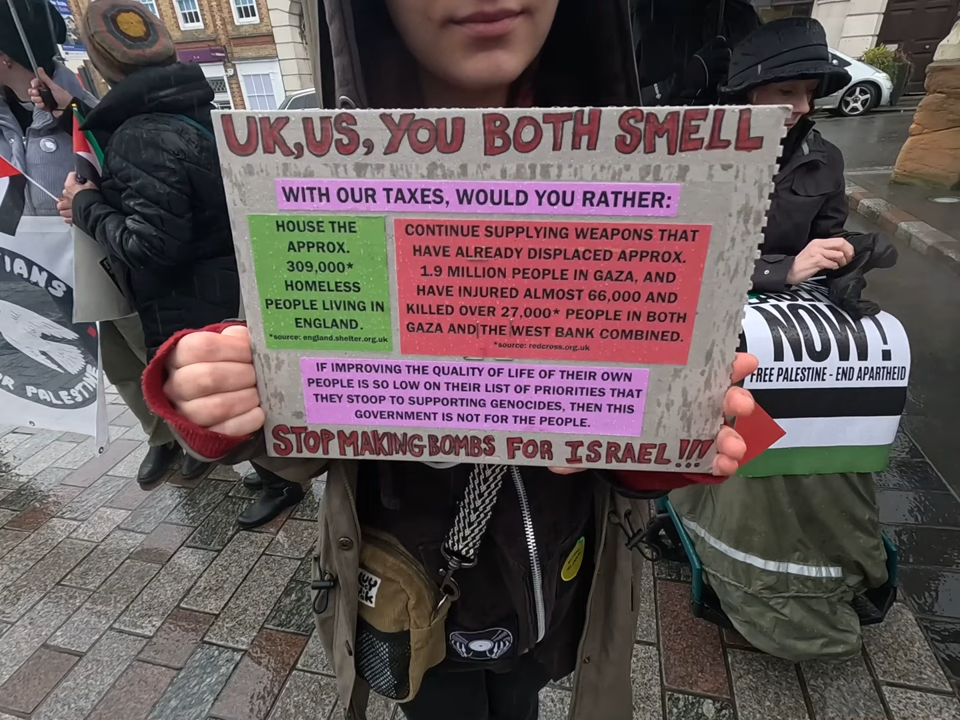 UK, US, YOU BOTH SMELL
WITH OUR TAXES, WOULD YOU RATHER:
HOUSE THE
APPROX.
309,000*
HOMELESS
PEOPLE LIVING IN
ENGLAND.
*source: england.shelter.org.uk
CONTINUE SUPPLYING WEAPONS THAT
HAVE ALREADY DISPLACED APPROX.
1.9 MILLION PEOPLE IN GAZA, AND
HAVE INJURED ALMOST 66,000 AND
KILLED OVER 27,000* PEOPLE IN BOTH
GAZA AND THE WEST BANK COMBINED.
*source: redcross.org.uk
IF IMPROVING THE QUALITY OF LIFE OF THEIR OWN
PEOPLE IS SO LOW ON THEIR LIST OF PRIORITIES THAT
THEY STOOP TO SUPPORTING GENOCIDES, THEN THIS
GOVERNMENT IS NOT FOR THE PEOPLE.
STOP MAKING BOMBS FOR ISRAEL!!!
NOW!
FREE PALESTINE - END APARTHEID
IANS
OR PALESTINE